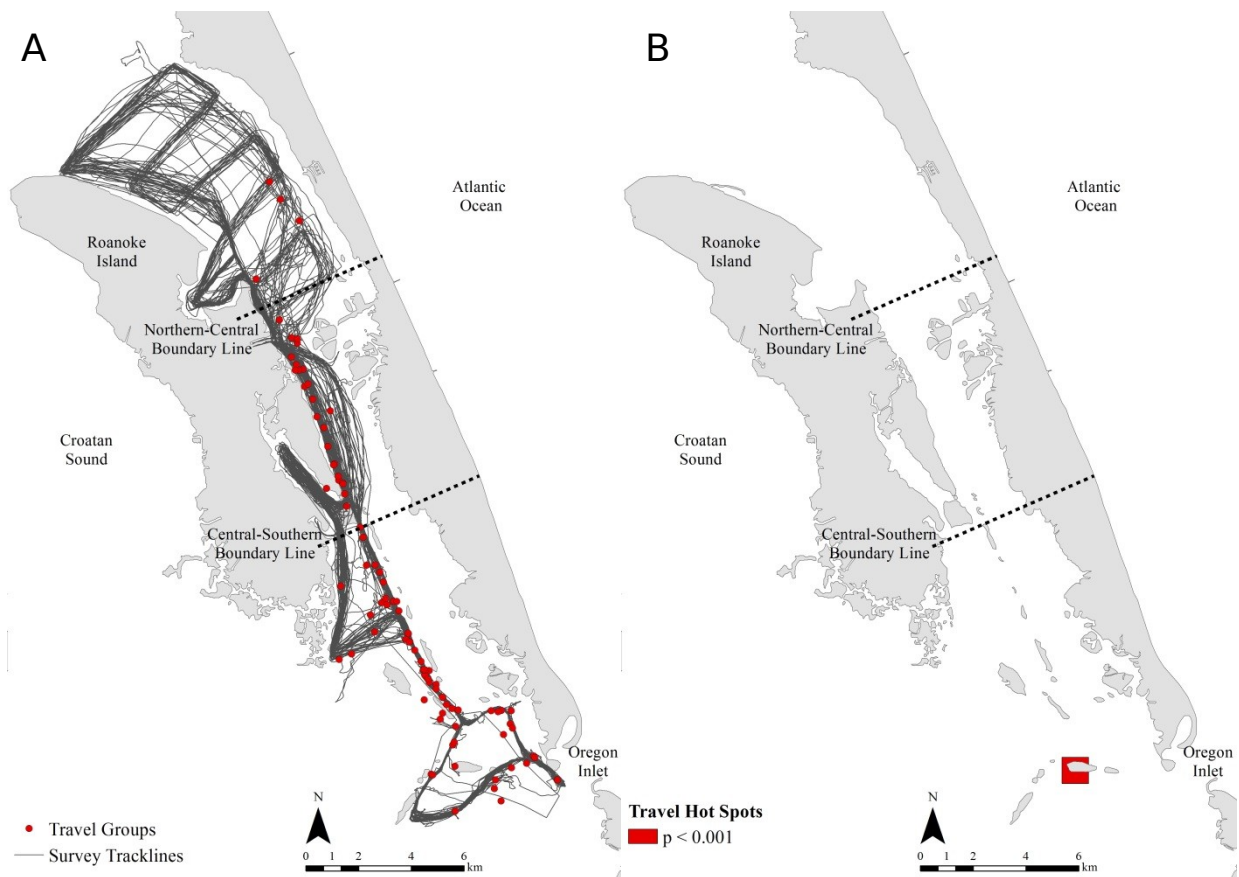 A
Atlantic
Ocean
Roanoke
Island
Northern-Central
Boundary Line
Croatan
Sound
Central-Southern
Boundary Line
Oregon
Inlet
N
Travel Groups
Survey Tracklines
0 1 2 4 6
km
B
Atlantic
Ocean
Roanoke
Island
Northern-Central
Boundary Line
Croatan
Sound
Central-Southern
Boundary Line
Oregon
Inlet
Travel Hot Spots
p < 0.001
N
0 1 2 4 6
km